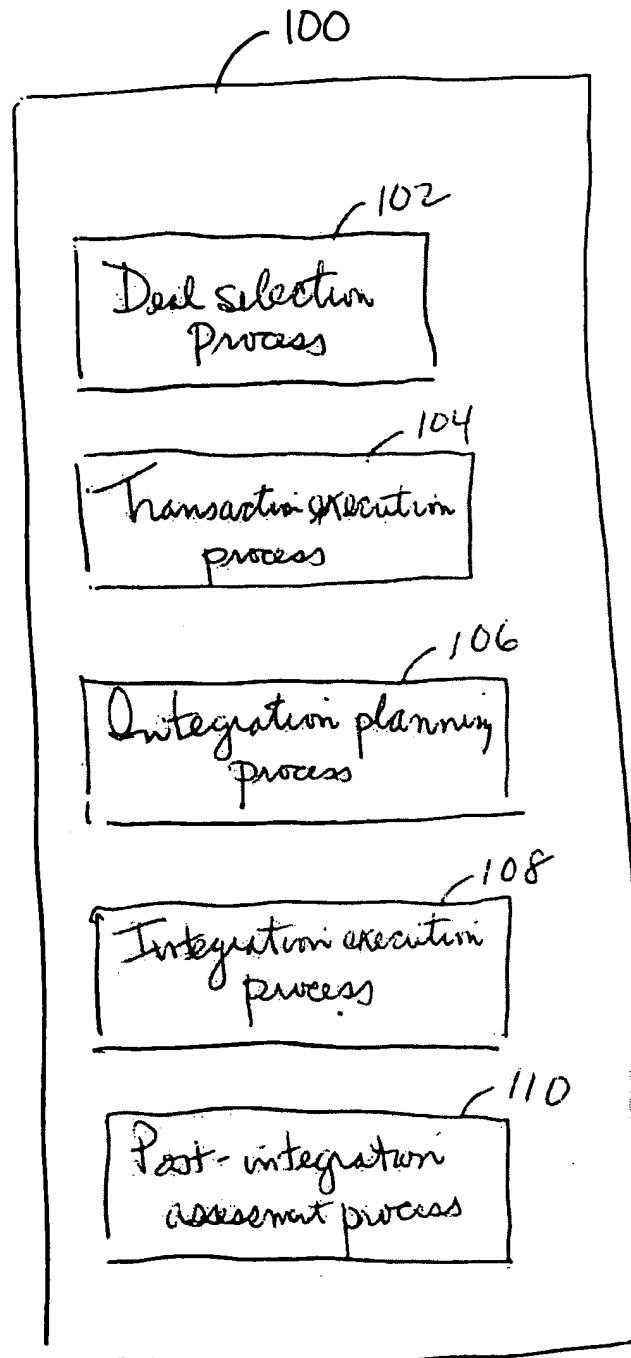 100
102
Deal selection
Process
104
Transaction execution
process
106
Integration planning
process
108
Integration execution
process
110
Post-integration
assessment process